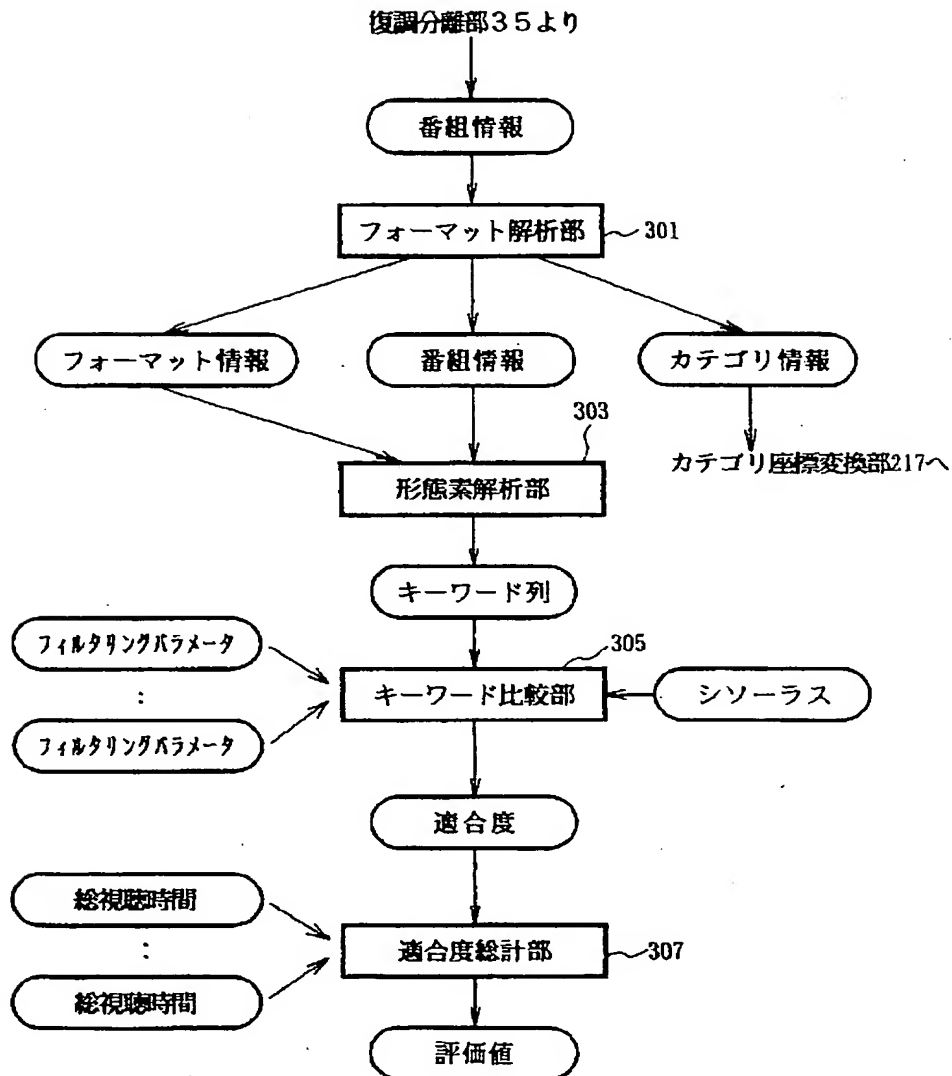 復調分離部35より
番組情報
フォーマット解析部
301
フォーマット情報
番組情報
カテゴリ情報
303
カテゴリ座標変換部217へ
形態素解析部
キーワード列
フィルタリングパラメータ
305
キーワード比較部
シソーラス
:
フィルタリングパラメータ
適合度
総視聴時間
適合度総計部
307
:
総視聴時間
評価値